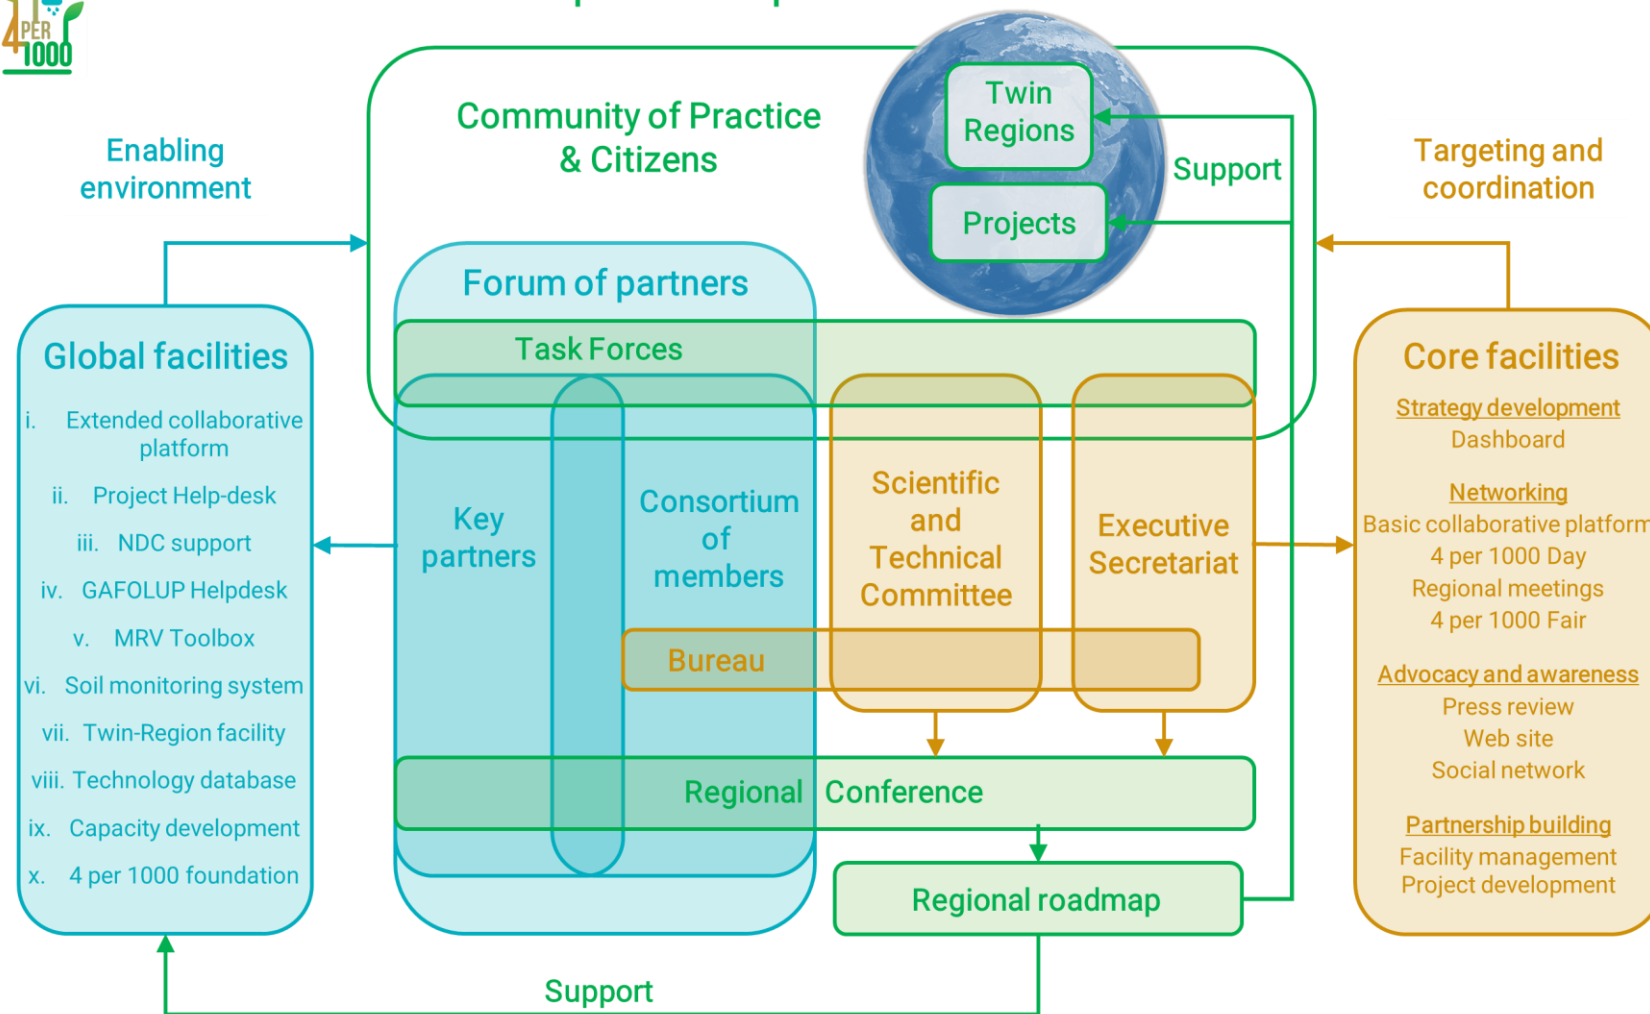 4 PER
1000
Community of Practice
& Citizens
Twin
Regions
Projects
Support
Enabling
environment
Targeting and
coordination
Forum of partners
Task Forces
Global facilities
i. Extended collaborative
platform
ii. Project Help-desk
iii. NDC support
iv. GAFOLUP Helpdesk
v. MRV Toolbox
vi. Soil monitoring system
vii. Twin-Region facility
viii. Technology database
ix. Capacity development
x. 4 per 1000 foundation
Key
partners
Consortium
of
members
Scientific
and
Technical
Committee
Executive
Secretariat
Bureau
Regional Conference
Regional roadmap
Support
Core facilities
Strategy development
Dashboard
Networking
Basic collaborative platform
4 per 1000 Day
Regional meetings
4 per 1000 Fair
Advocacy and awareness
Press review
Web site
Social network
Partnership building
Facility management
Project development